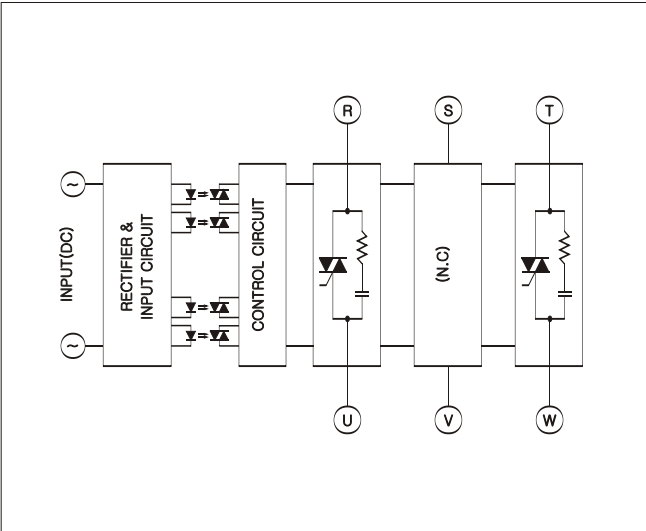 R
S
T
~
~
INPUT(DC)
RECTIFIER &
INPUT CIRCUIT
CONTROL CIRCUIT
(N.C)
U
V
W